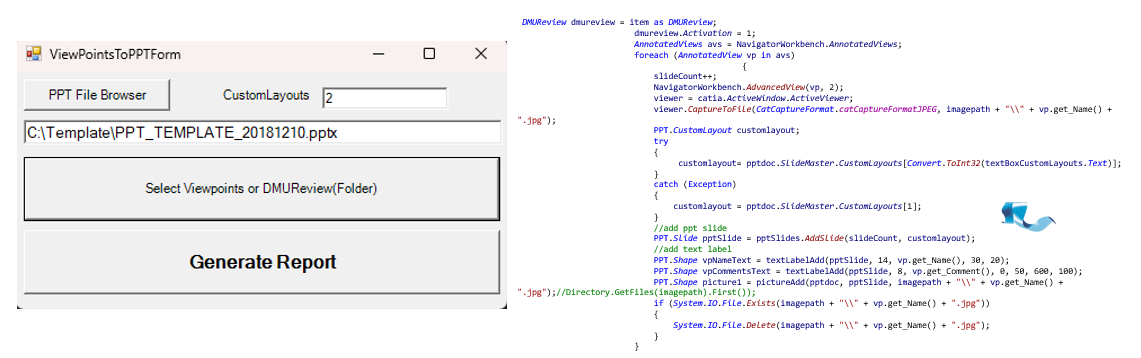 ViewPointsToPPTForm
PPT File Browser
CustomLayouts
2
C:\Template\PPT_TEMPLATE_20181210.pptx
Select Viewpoints or DMUReview(Folder)
Generate Report
DMUReview dmureview = item as DMUReview;
dmureview.Activation = 1;
AnnotatedViews avs = NavigatorWorkbench.AnnotatedViews;
foreach (AnnotatedView vp in avs)
{
slideCount++;
NavigatorWorkbench.AdvancedView(vp, 2);
viewer = catia.ActiveWindow.ActiveViewer;
viewer.CaptureToFile(CatCaptureFormat.catCaptureFormatJPEG, imagepath + "\\" + vp.get_Name() +
".jpg");
PPT.CustomLayout customlayout;
try
{
customlayout= pptdoc.SlideMaster.CustomLayouts[Convert.ToInt32(textBoxCustomLayouts.Text)];
}
catch (Exception)
{
customlayout = pptdoc.SlideMaster.CustomLayouts[1];
}
//add ppt slide
PPT.Slide pptSlide = pptSlides.AddSlide(slideCount, customlayout);
//add text label
PPT.Shape vpNameText = textLabelAdd(pptSlide, 14, vp.get_Name(), 30, 20);
PPT.Shape vpCommentsText = textLabelAdd(pptSlide, 8, vp.get_Comment(), 0, 50, 600, 100);
PPT.Shape picture1 = pictureAdd(pptdoc, pptSlide, imagepath + "\\" + vp.get_Name() +
".jpg");//Directory.GetFiles(imagepath).First());
if (System.IO.File.Exists(imagepath + "\\" + vp.get_Name() + ".jpg"))
{
System.IO.File.Delete(imagepath + "\\" + vp.get_Name() + ".jpg");
}
}